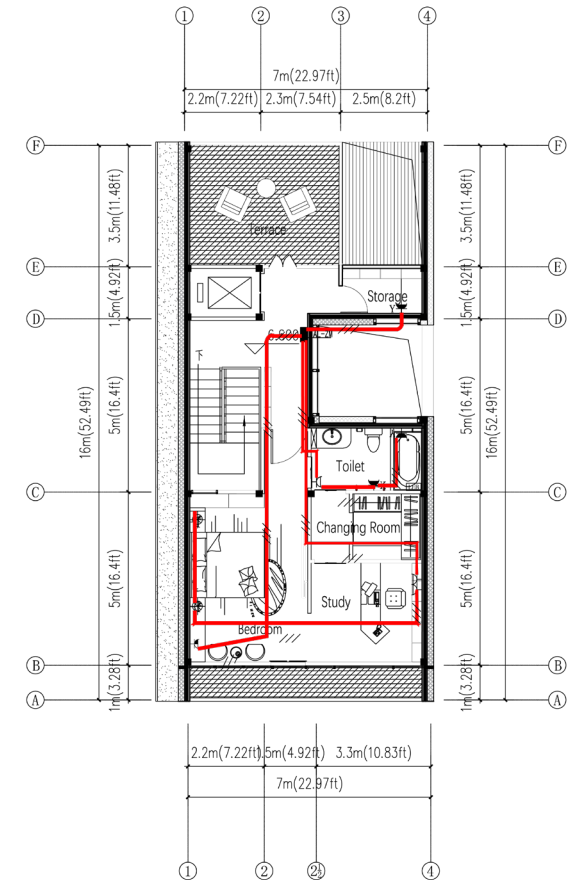 1 2 3 4
7m(22.97ft)
2.2m(7.22ft) 2.3m(7.54ft) 2.5m(8.2ft)
F F
3.5m(11.48ft) 3.5m(11.48ft)
Terrace
E E
1.5m(4.92ft) 1.5m(4.92ft)
Storage
D D
下
16m(52.49ft) 5m(16.4ft) 5m(16.4ft) 16m(52.49ft)
Toilet
C C
Changing Room
5m(16.4ft) 5m(16.4ft)
Study
Bedroom
B B
1m(3.28ft) 1m(3.28ft)
A A
2.2m(7.22ft) .5m(4.92ft) 3.3m(10.83ft)
7m(22.97ft)
1 2 4